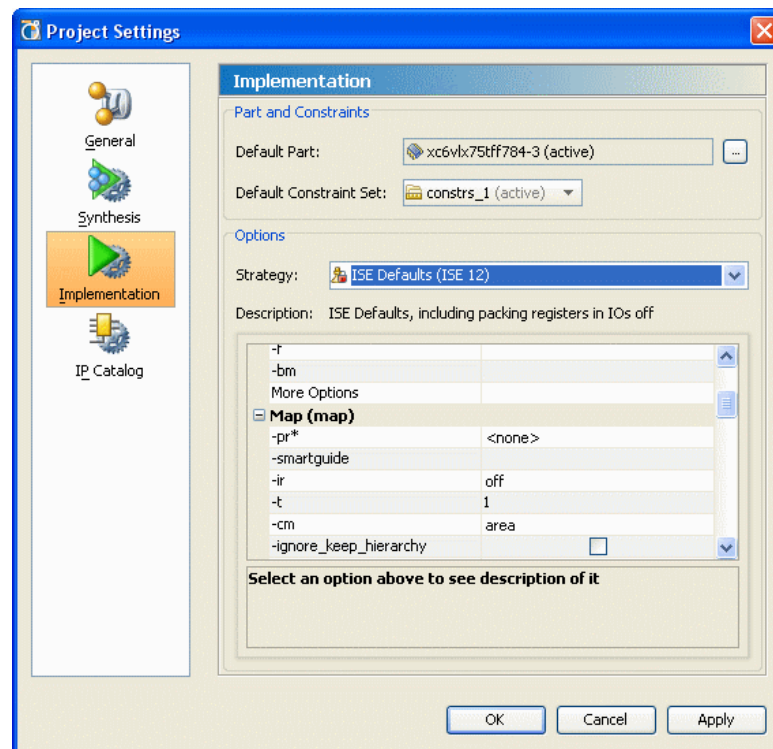 Project Settings
General
Synthesis
Implementation
IP Catalog
Implementation
Part and Constraints
Default Part: xc6vlx75tff784-3 (active) ...
Default Constraint Set: constrs_1 (active)
Options
Strategy: ISE Defaults (ISE 12)
Description: ISE Defaults, including packing registers in IOs off
-bm
More Options
Map (map)
-pr* <none>
-smartguide
-ir off
-t 1
-cm area
-ignore_keep_hierarchy
Select an option above to see description of it
OK Cancel Apply